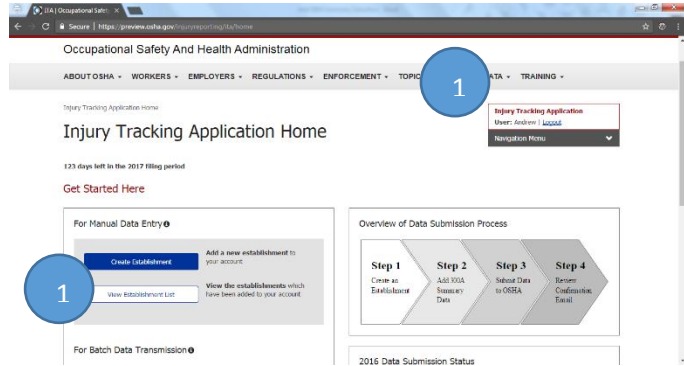 ITA | Occupational Safety
Secure | https://preview.osha.gov/injuryreporting/ita/home
Occupational Safety And Health Administration
ABOUT OSHA WORKERS EMPLOYERS REGULATIONS ENFORCEMENT TRAINING
1
Injury Tracking Application Home
Injury Tracking Application
User: Andrew | Logout
Navigation Menu
Injury Tracking Application Home
123 days left in the 2017 filing period
Get Started Here
For Manual Data Entry
Create Establishment
Add a new establishment to
your account
View Establishment List
View the establishments which
have been added to your account
1
Overview of Data Submission Process
Step 1
Create an
Establishment
Step 2
Add 300A
Summary
Data
Step 3
Submit Data
to OSHA
Step 4
Review
Confirmation
Email
For Batch Data Transmission
2016 Data Submission Status